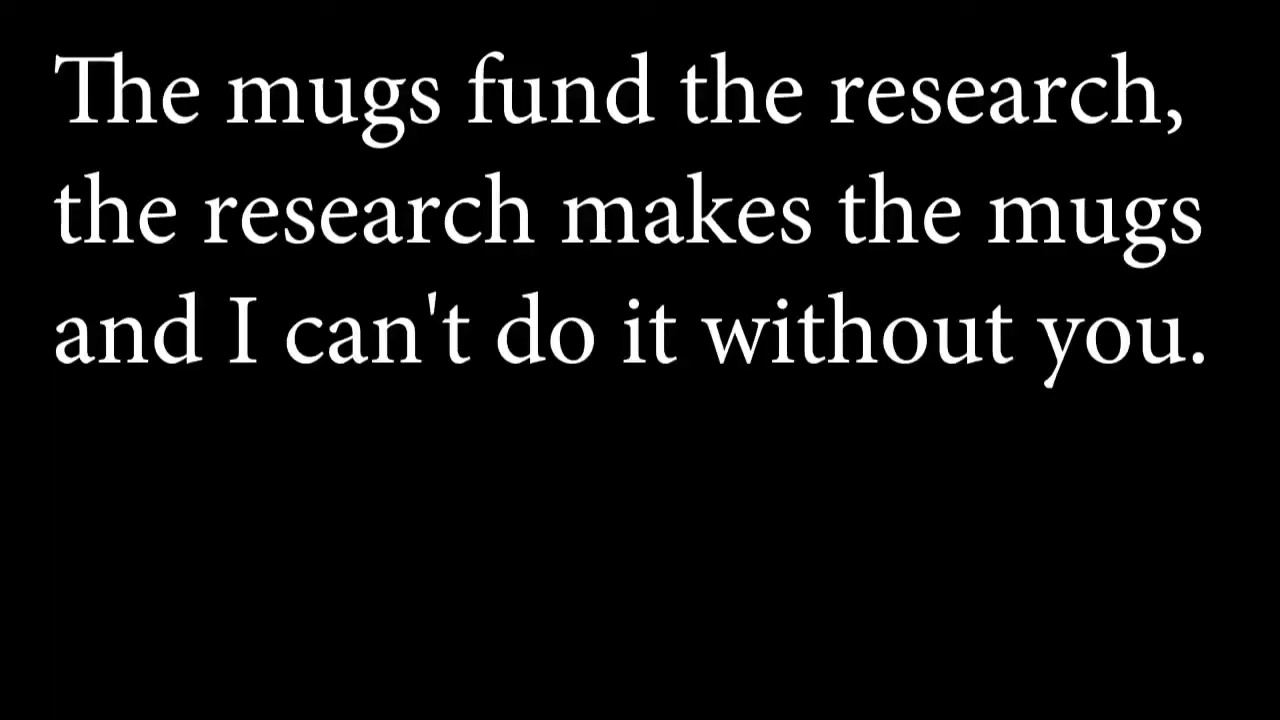 The mugs fund the research,
the research makes the mugs
and I can't do it without you.